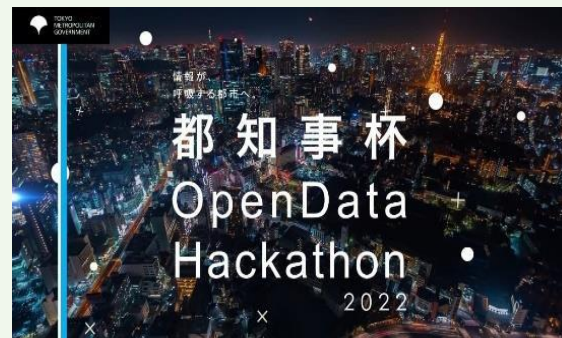 TOKYO
METROPOLITAN
GOVERNMENT
情報が、
呼吸する都市へ。
都知事杯
OpenData
Hackathon
2022